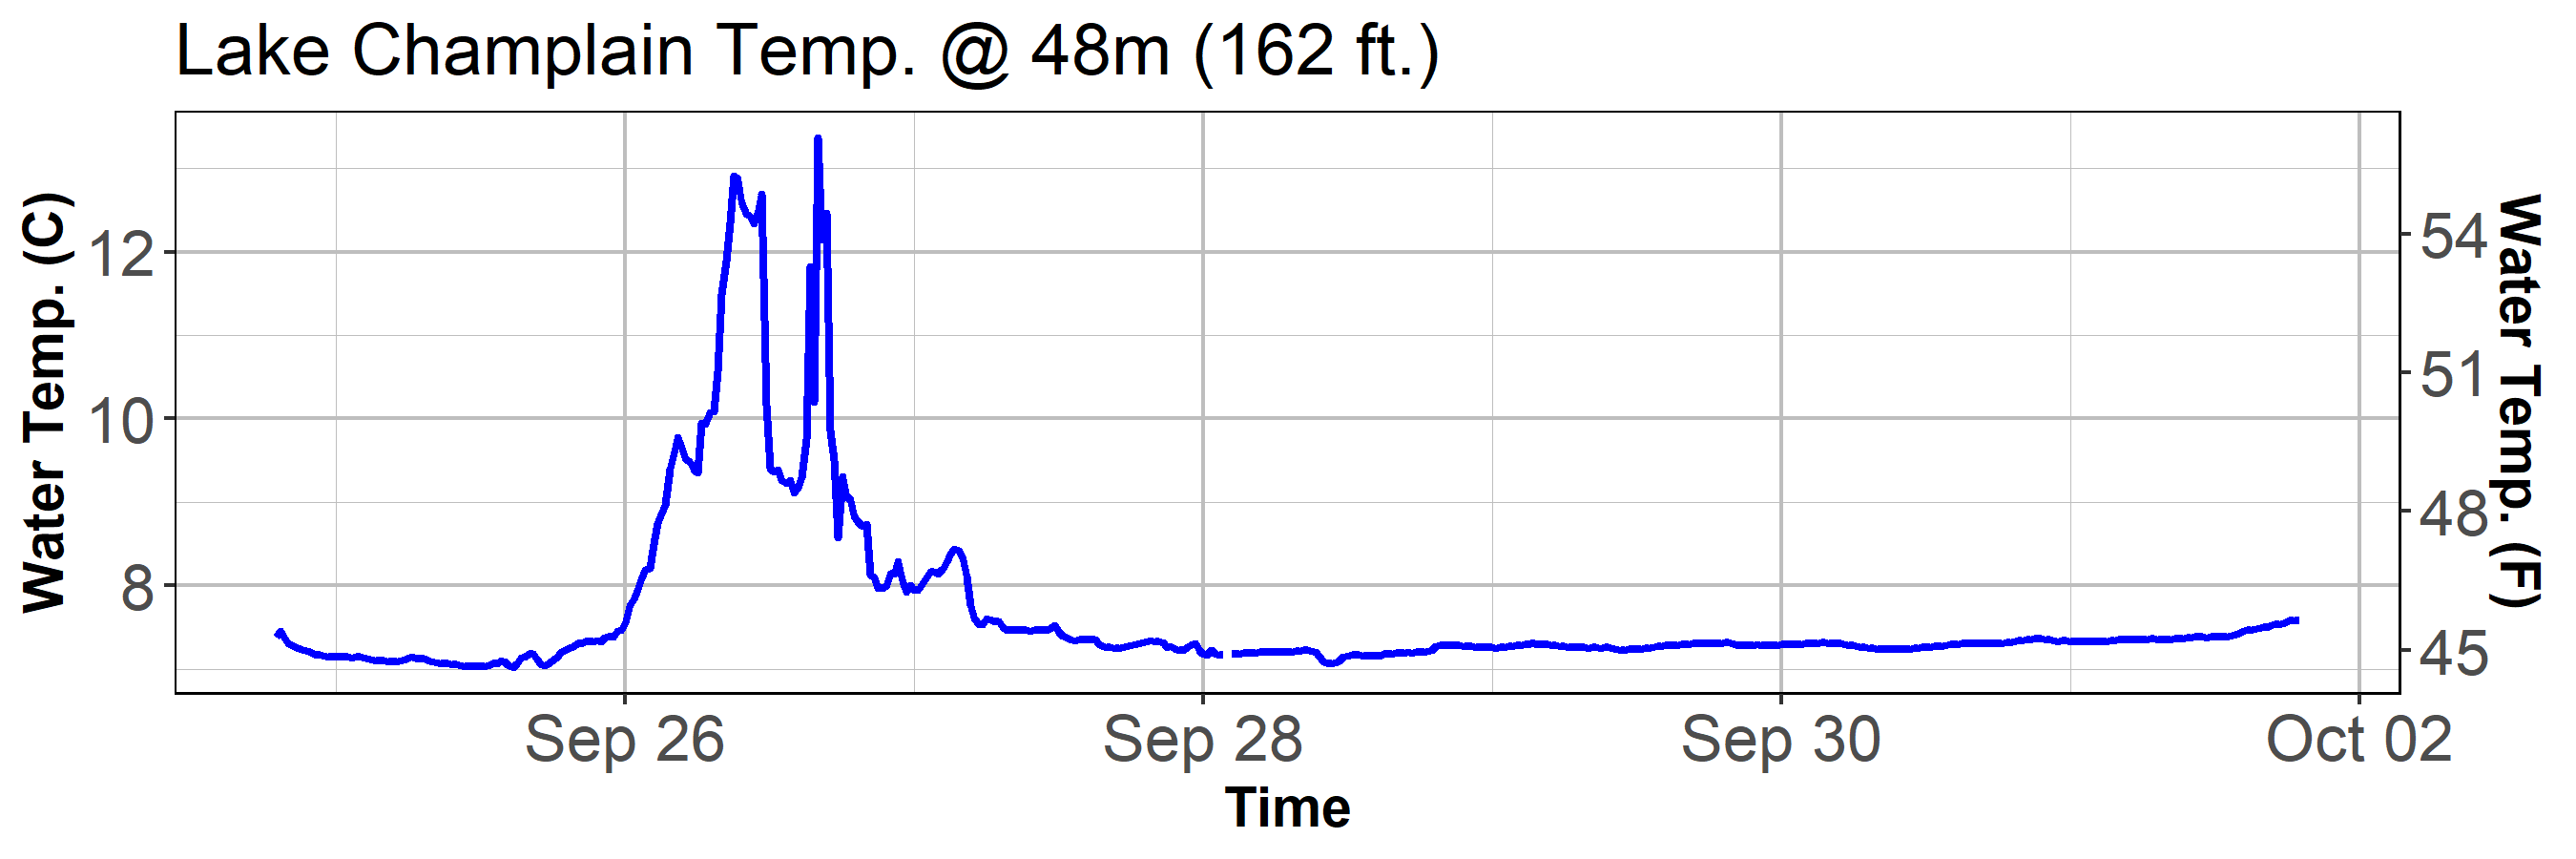 Lake Champlain Temp. @ 48m (162 ft.)
Water Temp. (C)
12
10
8
54
51
48
45
Water Temp. (F)
Sep 26
Sep 28
Sep 30
Oct 02
Time